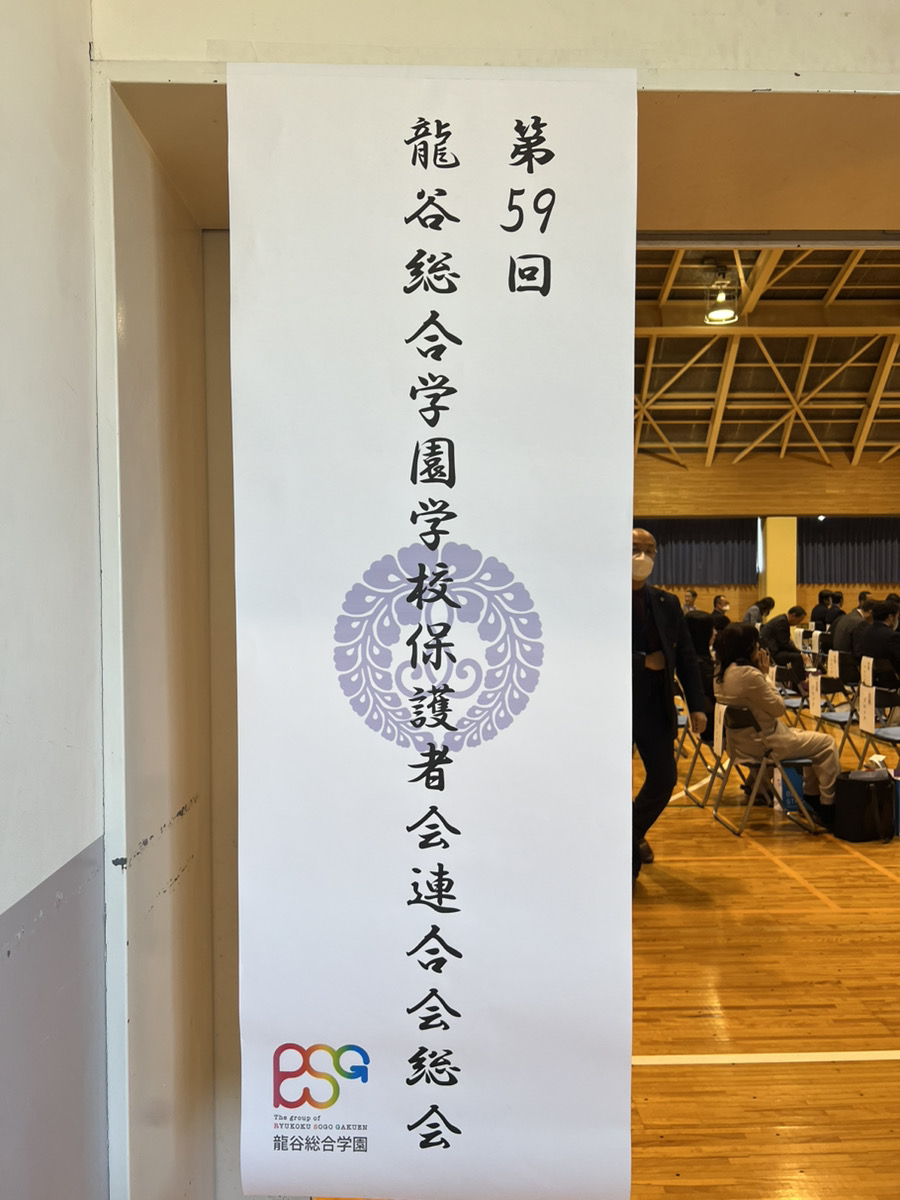 第59回
龍谷総合学園学校保護者会連合会総会
RSG
The group of
RYUKOKU SOGO GAKUEN
龍谷総合学園